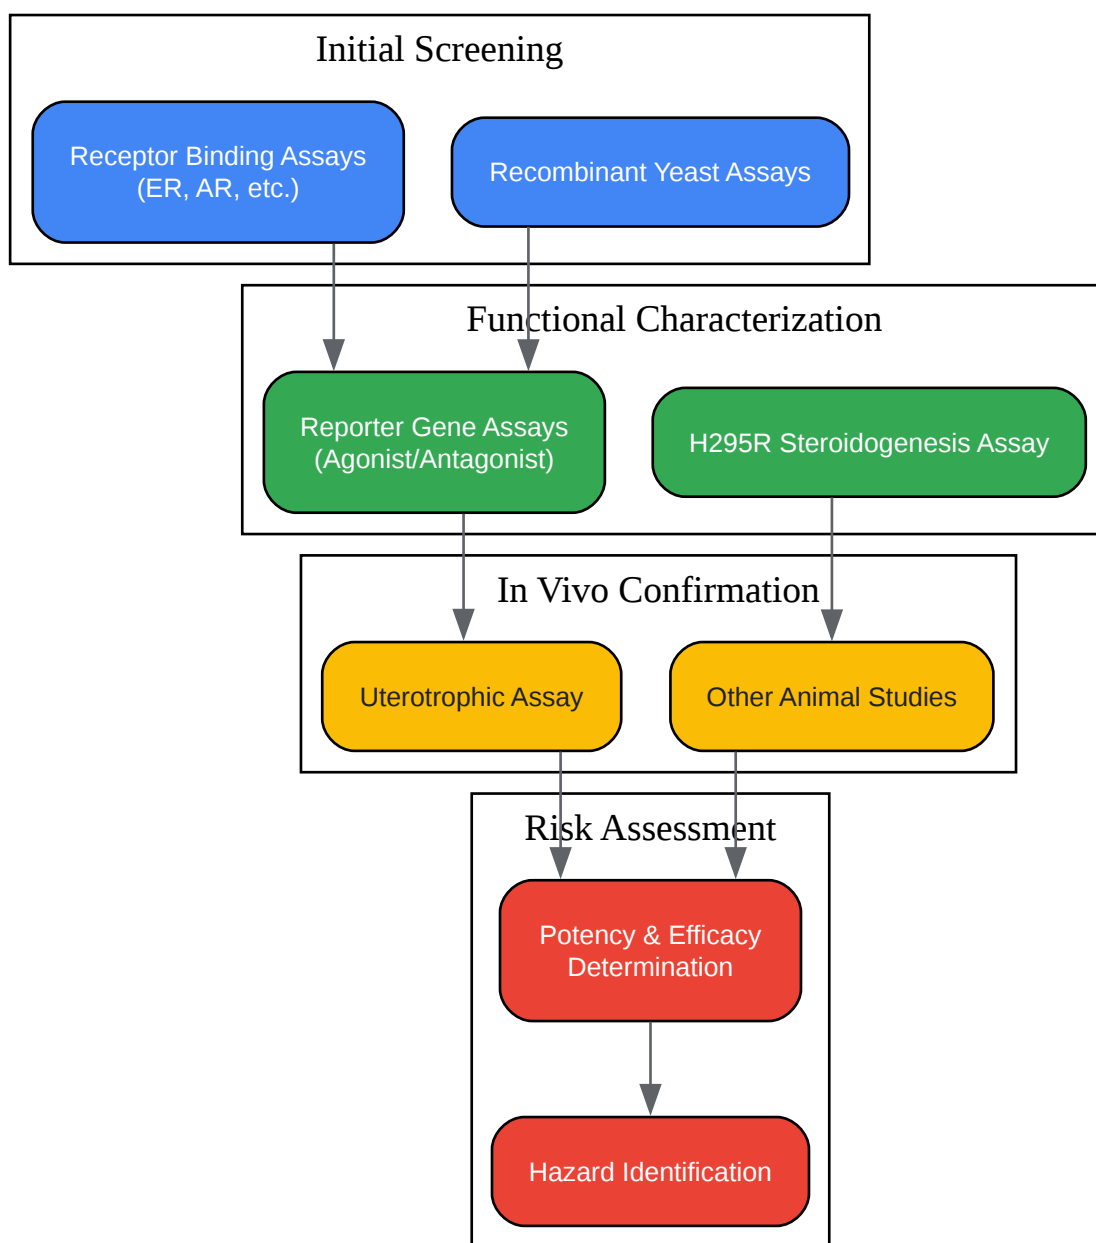 Initial Screening
Receptor Binding Assays
(ER, AR, etc.)
Recombinant Yeast Assays
Functional Characterization
Reporter Gene Assays
(Agonist/Antagonist)
H295R Steroidogenesis Assay
In Vivo Confirmation
Uterotrophic Assay
Other Animal Studies
Risk Assessment
Potency & Efficacy
Determination
Hazard Identification